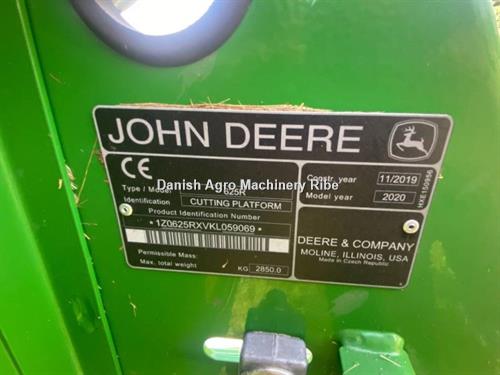 JOHN DEERE
CE
Constr. year 11/2019
Type / Model 625R
Model year 2020
Danish Agro Machinery Ribe
Identification CUTTING PLATFORM
Product Identification Number
*1Z0625RXVKL059069*
DEERE & COMPANY
MOLINE, ILLINOIS, USA
Made in Czech Republic
Permissible Mass:
Max. total weight KG 2850.0
HXE150956